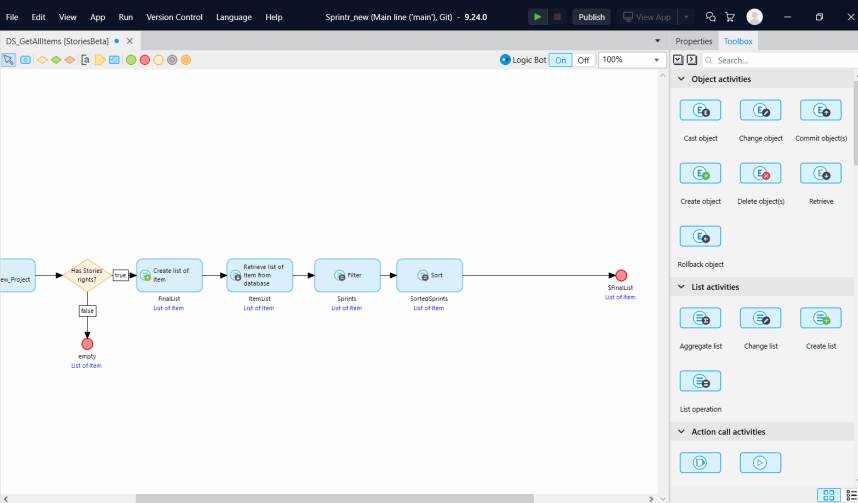 File Edit View App Run Version Control Language Help Sprintr_new (Main line ('main'), Git) - 9.24.0 Publish View App
DS_GetAllItems [StoriesBeta]
Logic Bot On Off 100%
ew_Project
Has Stories rights?
true
false
empty
List of Item
Create list of Item
FinalList
List of Item
Retrieve list of Item from database
ItemList
List of Item
Filter
Sprints
List of Item
Sort
SortedSprints
List of Item
$FinalList
List of Item
Properties Toolbox
Search...
Object activities
Cast object Change object Commit object(s)
Create object Delete object(s) Retrieve
Rollback object
List activities
Aggregate list Change list Create list
List operation
Action call activities